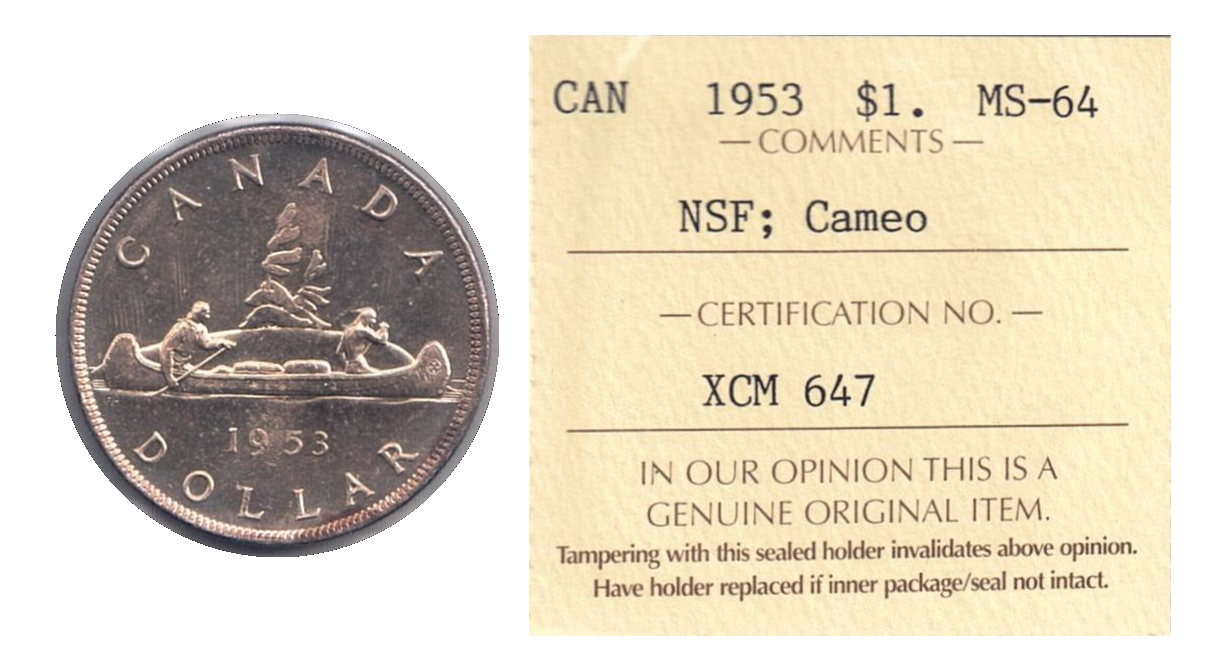 CANADA
1953
DOLLAR
CAN 1953 $1. MS-64
— COMMENTS —
NSF; Cameo
— CERTIFICATION NO. —
XCM 647
IN OUR OPINION THIS IS A
GENUINE ORIGINAL ITEM.
Tampering with this sealed holder invalidates above opinion.
Have holder replaced if inner package/seal not intact.